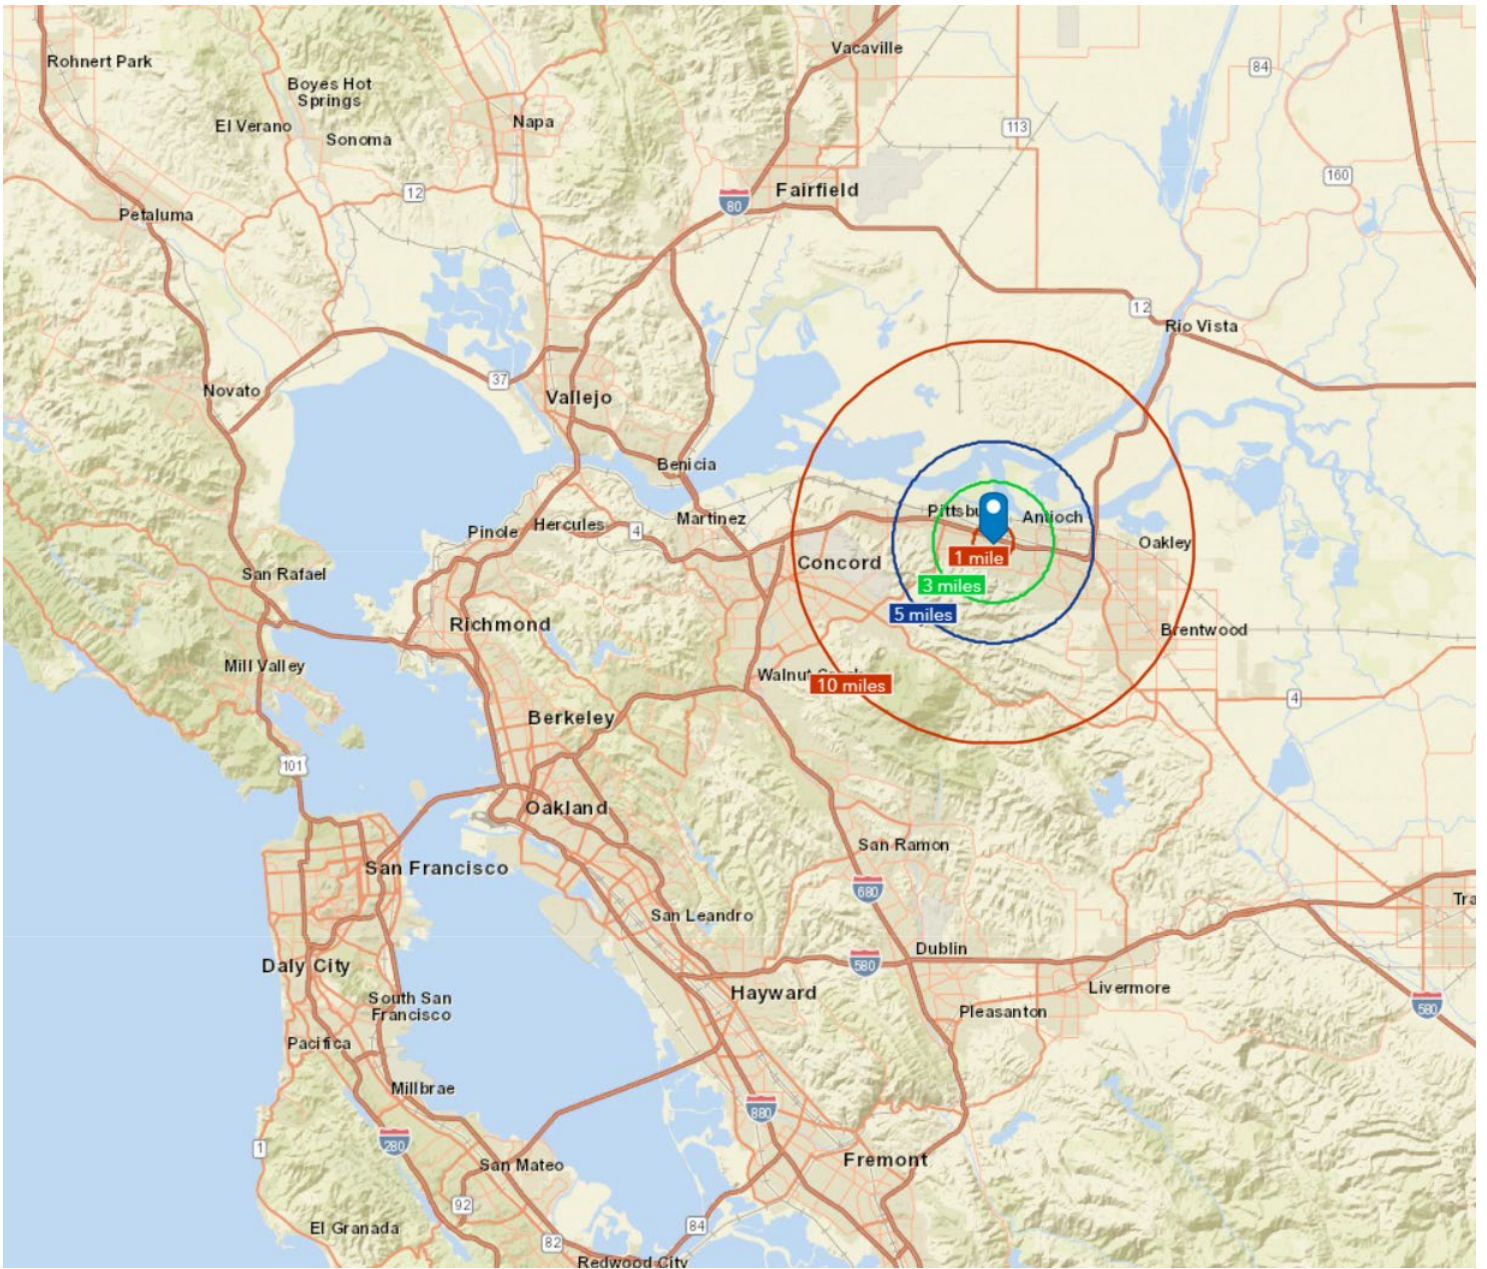 Vacaville
Rohnert Park
84
Boyes Hot
Springs
Napa
El Verano
113
Sonoma
160
Fairfield
12
80
Petaluma
12
Rio Vista
37
Novato
Vallejo
Benicia
Pittsbu
Antioch
Martinez
Hercules
Pinole
4
Oakley
1 mile
Concord
San Rafael
3 miles
5 miles
Richmond
Brentwood
Mill Valley
Walnut
10 miles
4
Berkeley
101
Oakland
San Ramon
San Francisco
680
Tra
San Leandro
Dublin
580
Daly City
Livermore
Hayward
South San
Francisco
580
Pleasanton
Pacifica
Millbrae
880
280
1
Fremont
San Mateo
92
El Granada
84
82
Redwood City